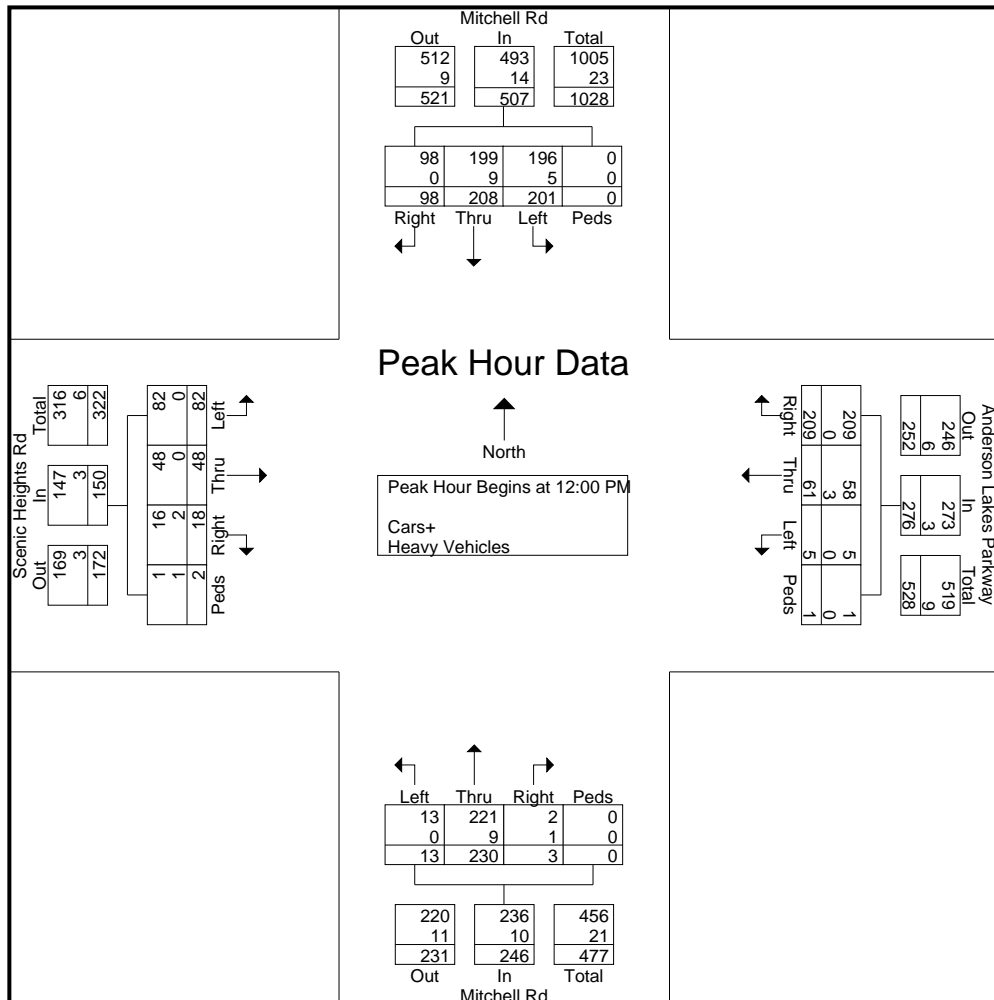 Mitchell Rd
Out In Total
512 493 1005
9 14 23
521 507 1028
98 199 196 0
0 9 5 0
98 208 201 0
Right Thru Left Peds
Peak Hour Data
North
Peak Hour Begins at 12:00 PM
Cars+
Heavy Vehicles
Scenic Heights Rd
Out In Total
169 147 316
3 3 6
172 150 322
1 16 48 82
1 2 0 0
2 18 48 82
Peds Right Thru Left
Anderson Lakes Parkway
Out In Total
246 273 519
6 3 9
252 276 528
209 58 5 1
0 3 0 0
209 61 5 1
Right Thru Left Peds
Left Thru Right Peds
13 221 2 0
0 9 1 0
13 230 3 0
220 236 456
11 10 21
231 246 477
Out In Total
Mitchell Rd